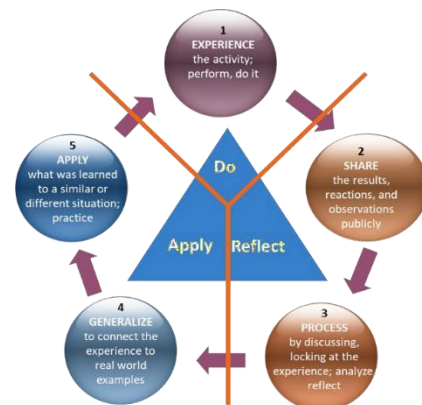 1
EXPERIENCE
the activity;
perform, do it
2
SHARE
the results,
reactions, and
observations
publicly
3
PROCESS
by discussing,
locking at the
experience; analyze
reflect
4
GENERALIZE
to connect the
experience to
real world
examples
5
APPLY
what was learned
to a similar or
different situation;
practice
Do
Apply
Reflect